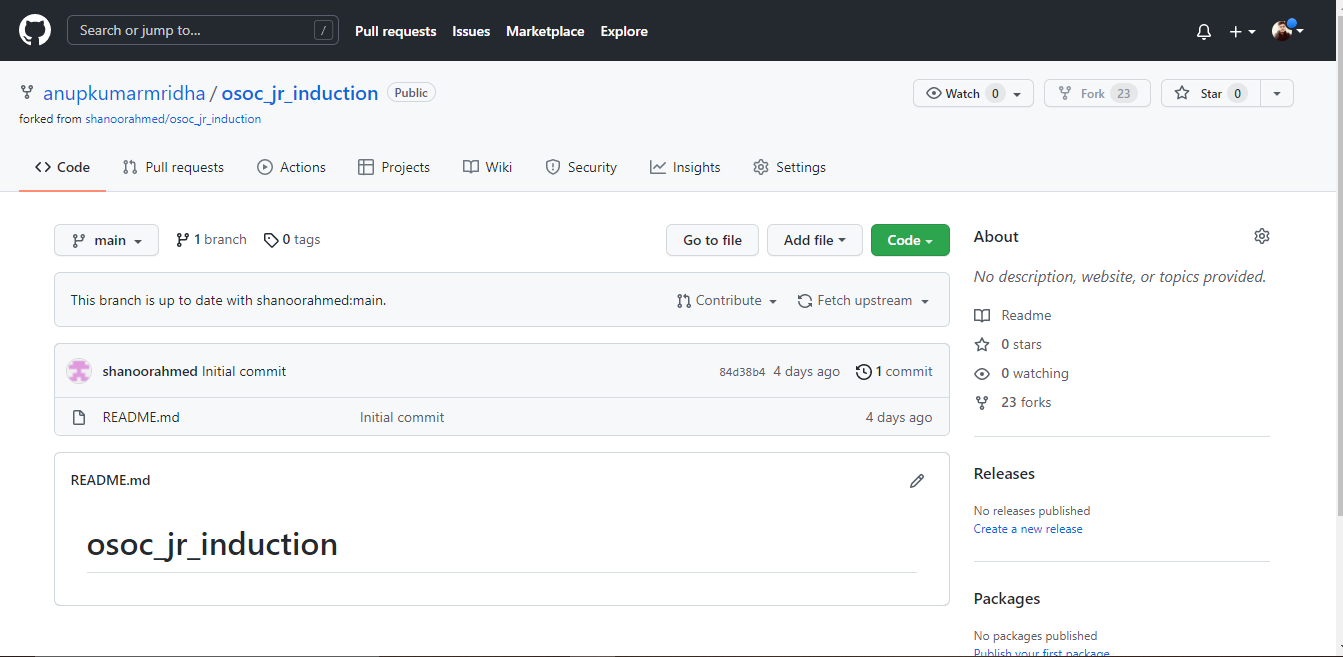 Search or jump to... /
Pull requests Issues Marketplace Explore
anupkumarmridha / osoc_jr_induction Public
Watch 0 Fork 23 Star 0
forked from shanoorahmed/osoc_jr_induction
Code Pull requests Actions Projects Wiki Security Insights Settings
main 1 branch 0 tags Go to file Add file Code
This branch is up to date with shanoorahmed:main. Contribute Fetch upstream
shanoorahmed Initial commit 84d38b4 4 days ago 1 commit
README.md Initial commit 4 days ago
README.md
osoc_jr_induction
About
No description, website, or topics provided.
Readme
0 stars
0 watching
23 forks
Releases
No releases published
Create a new release
Packages
No packages published
Publish your first package